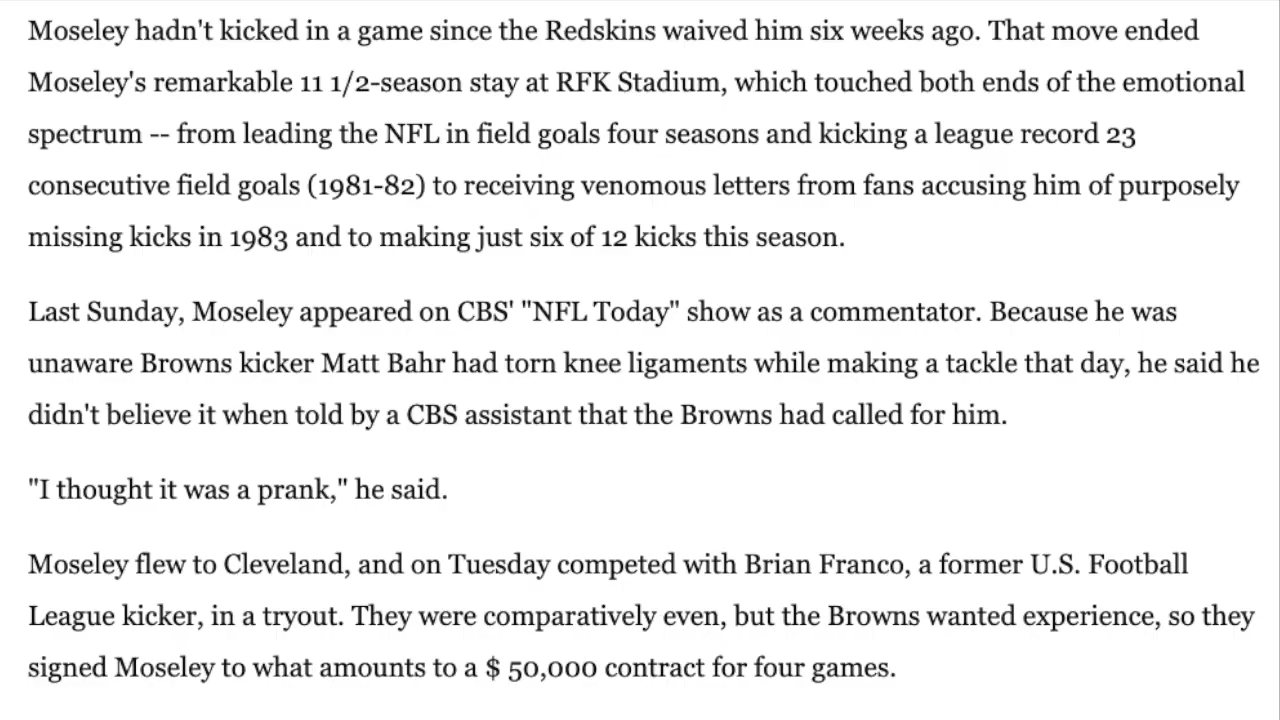 Moseley hadn't kicked in a game since the Redskins waived him six weeks ago. That move ended
Moseley's remarkable 11 1/2-season stay at RFK Stadium, which touched both ends of the emotional
spectrum -- from leading the NFL in field goals four seasons and kicking a league record 23
consecutive field goals (1981-82) to receiving venomous letters from fans accusing him of purposely
missing kicks in 1983 and to making just six of 12 kicks this season.
Last Sunday, Moseley appeared on CBS' "NFL Today" show as a commentator. Because he was
unaware Browns kicker Matt Bahr had torn knee ligaments while making a tackle that day, he said he
didn't believe it when told by a CBS assistant that the Browns had called for him.
"I thought it was a prank," he said.
Moseley flew to Cleveland, and on Tuesday competed with Brian Franco, a former U.S. Football
League kicker, in a tryout. They were comparatively even, but the Browns wanted experience, so they
signed Moseley to what amounts to a $ 50,000 contract for four games.